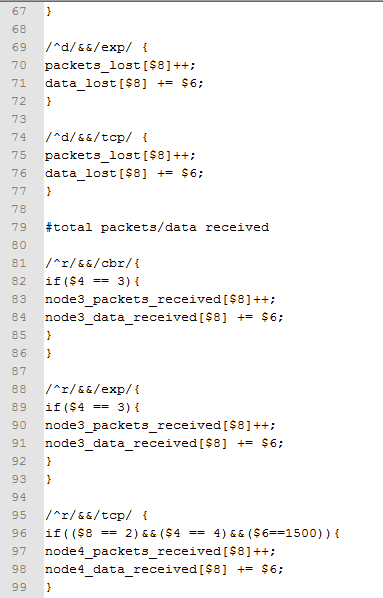 67 }
68
69 /^d/&&/exp/ {
70 packets_lost[$8]++;
71 data_lost[$8] += $6;
72 }
73
74 /^d/&&/tcp/ {
75 packets_lost[$8]++;
76 data_lost[$8] += $6;
77 }
78
79 #total packets/data received
80
81 /^r/&&/cbr/{
82 if($4 == 3){
83 node3_packets_received[$8]++;
84 node3_data_received[$8] += $6;
85 }
86 }
87
88 /^r/&&/exp/{
89 if($4 == 3){
90 node3_packets_received[$8]++;
91 node3_data_received[$8] += $6;
92 }
93 }
94
95 /^r/&&/tcp/ {
96 if(($8 == 2)&&($4 == 4)&&($6==1500)){
97 node4_packets_received[$8]++;
98 node4_data_received[$8] += $6;
99 }